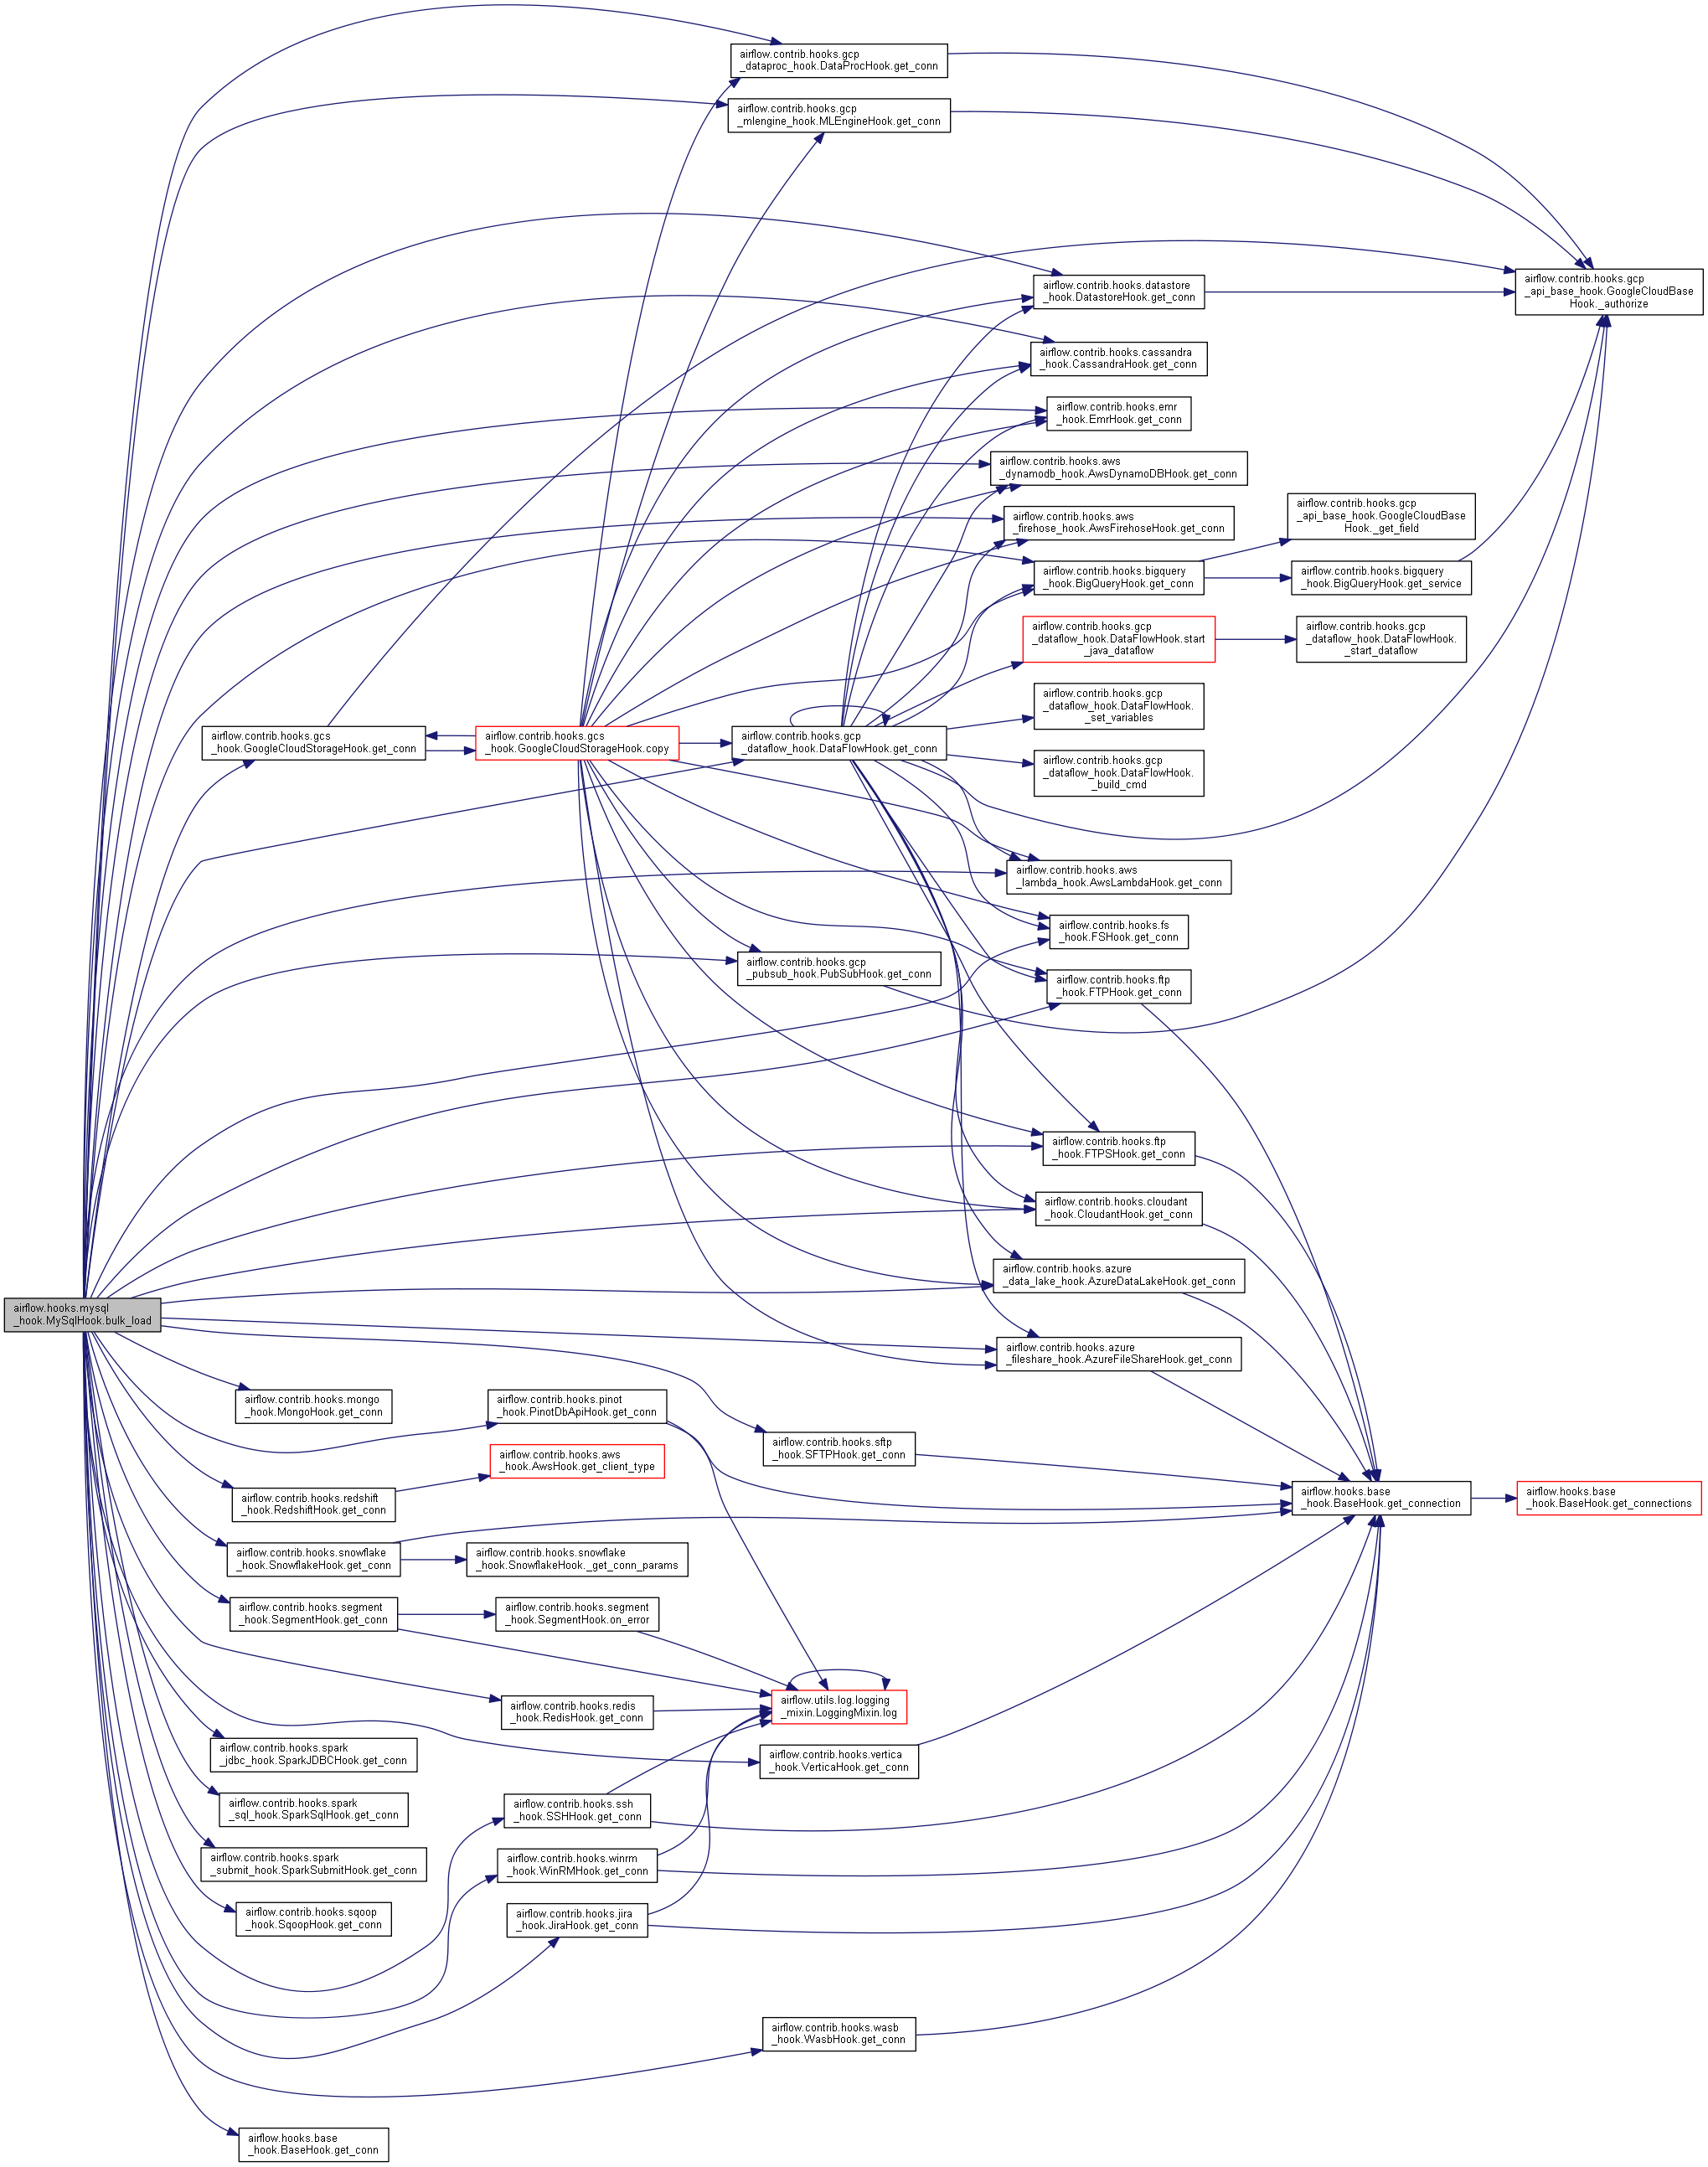 airflow.contrib.hooks.gcp
_dataproc_hook.DataProcHook.get_conn
airflow.contrib.hooks.gcp
_mlengine_hook.MLEngineHook.get_conn
airflow.contrib.hooks.gcp
_api_base_hook.GoogleCloudBase
Hook._authorize
airflow.contrib.hooks.datastore
_hook.DatastoreHook.get_conn
airflow.contrib.hooks.cassandra
_hook.CassandraHook.get_conn
airflow.contrib.hooks.emr
_hook.EmrHook.get_conn
airflow.contrib.hooks.aws
_dynamodb_hook.AwsDynamoDBHook.get_conn
airflow.contrib.hooks.gcp
_api_base_hook.GoogleCloudBase
Hook._get_field
airflow.contrib.hooks.aws
_firehose_hook.AwsFirehoseHook.get_conn
airflow.contrib.hooks.bigquery
_hook.BigQueryHook.get_conn
airflow.contrib.hooks.bigquery
_hook.BigQueryHook.get_service
airflow.contrib.hooks.gcp
_dataflow_hook.DataFlowHook.start
_java_dataflow
airflow.contrib.hooks.gcp
_dataflow_hook.DataFlowHook.
_start_dataflow
airflow.contrib.hooks.gcp
_dataflow_hook.DataFlowHook.
_set_variables
airflow.contrib.hooks.gcs
_hook.GoogleCloudStorageHook.get_conn
airflow.contrib.hooks.gcs
_hook.GoogleCloudStorageHook.copy
airflow.contrib.hooks.gcp
_dataflow_hook.DataFlowHook.get_conn
airflow.contrib.hooks.gcp
_dataflow_hook.DataFlowHook.
_build_cmd
airflow.contrib.hooks.aws
_lambda_hook.AwsLambdaHook.get_conn
airflow.contrib.hooks.fs
_hook.FSHook.get_conn
airflow.contrib.hooks.gcp
_pubsub_hook.PubSubHook.get_conn
airflow.contrib.hooks.ftp
_hook.FTPHook.get_conn
airflow.contrib.hooks.ftp
_hook.FTPSHook.get_conn
airflow.contrib.hooks.cloudant
_hook.CloudantHook.get_conn
airflow.contrib.hooks.azure
_data_lake_hook.AzureDataLakeHook.get_conn
airflow.hooks.mysql
_hook.MySqlHook.bulk_load
airflow.contrib.hooks.azure
_fileshare_hook.AzureFileShareHook.get_conn
airflow.contrib.hooks.mongo
_hook.MongoHook.get_conn
airflow.contrib.hooks.pinot
_hook.PinotDbApiHook.get_conn
airflow.contrib.hooks.sftp
_hook.SFTPHook.get_conn
airflow.contrib.hooks.aws
_hook.AwsHook.get_client_type
airflow.contrib.hooks.redshift
_hook.RedshiftHook.get_conn
airflow.hooks.base
_hook.BaseHook.get_connection
airflow.hooks.base
_hook.BaseHook.get_connections
airflow.contrib.hooks.snowflake
_hook.SnowflakeHook.get_conn
airflow.contrib.hooks.snowflake
_hook.SnowflakeHook._get_conn_params
airflow.contrib.hooks.segment
_hook.SegmentHook.get_conn
airflow.contrib.hooks.segment
_hook.SegmentHook.on_error
airflow.contrib.hooks.redis
_hook.RedisHook.get_conn
airflow.utils.log.logging
_mixin.LoggingMixin.log
airflow.contrib.hooks.spark
_jdbc_hook.SparkJDBCHook.get_conn
airflow.contrib.hooks.vertica
_hook.VerticaHook.get_conn
airflow.contrib.hooks.spark
_sql_hook.SparkSqlHook.get_conn
airflow.contrib.hooks.ssh
_hook.SSHHook.get_conn
airflow.contrib.hooks.spark
_submit_hook.SparkSubmitHook.get_conn
airflow.contrib.hooks.winrm
_hook.WinRMHook.get_conn
airflow.contrib.hooks.sqoop
_hook.SqoopHook.get_conn
airflow.contrib.hooks.jira
_hook.JiraHook.get_conn
airflow.contrib.hooks.wasb
_hook.WasbHook.get_conn
airflow.hooks.base
_hook.BaseHook.get_conn